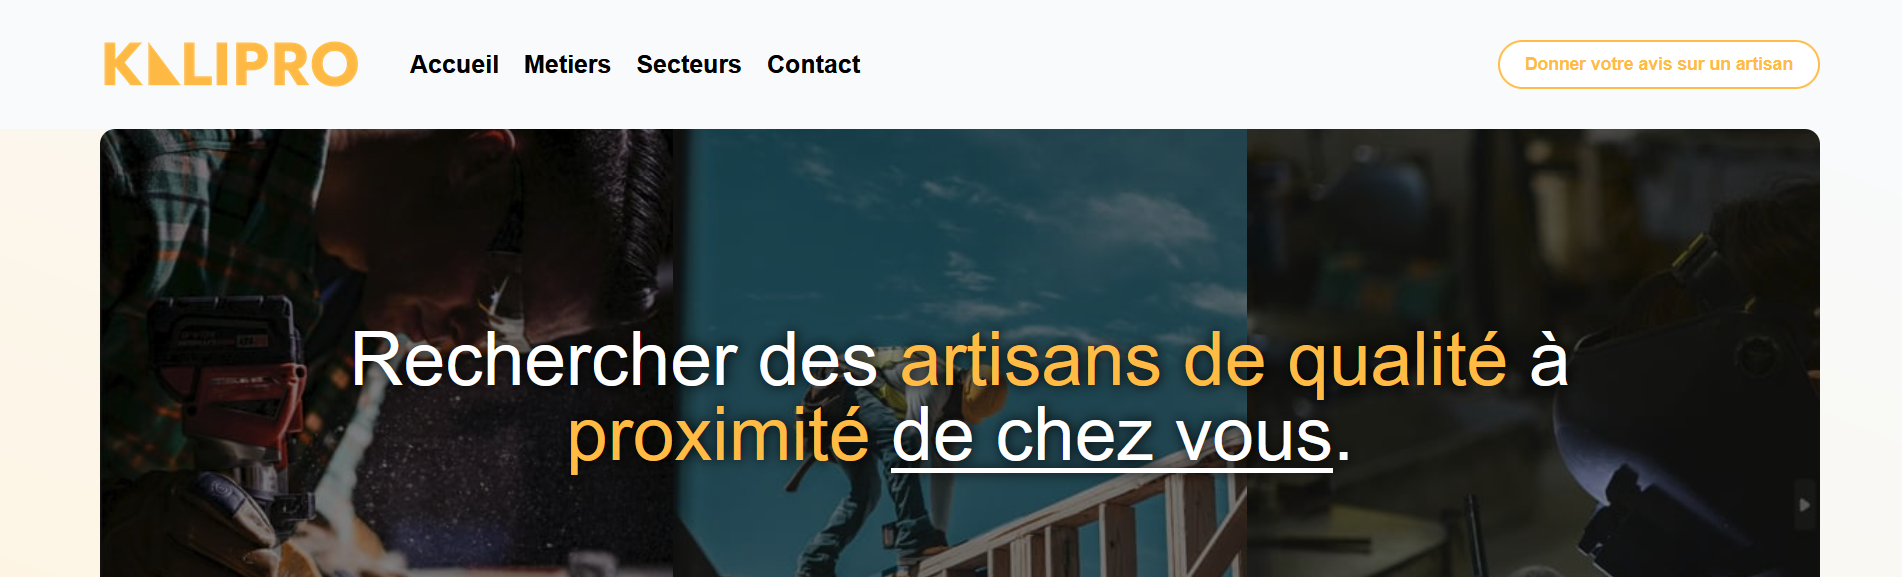 KALIPRO
Accueil Metiers Secteurs Contact
Donner votre avis sur un artisan
Rechercher des artisans de qualité à
proximité de chez vous.